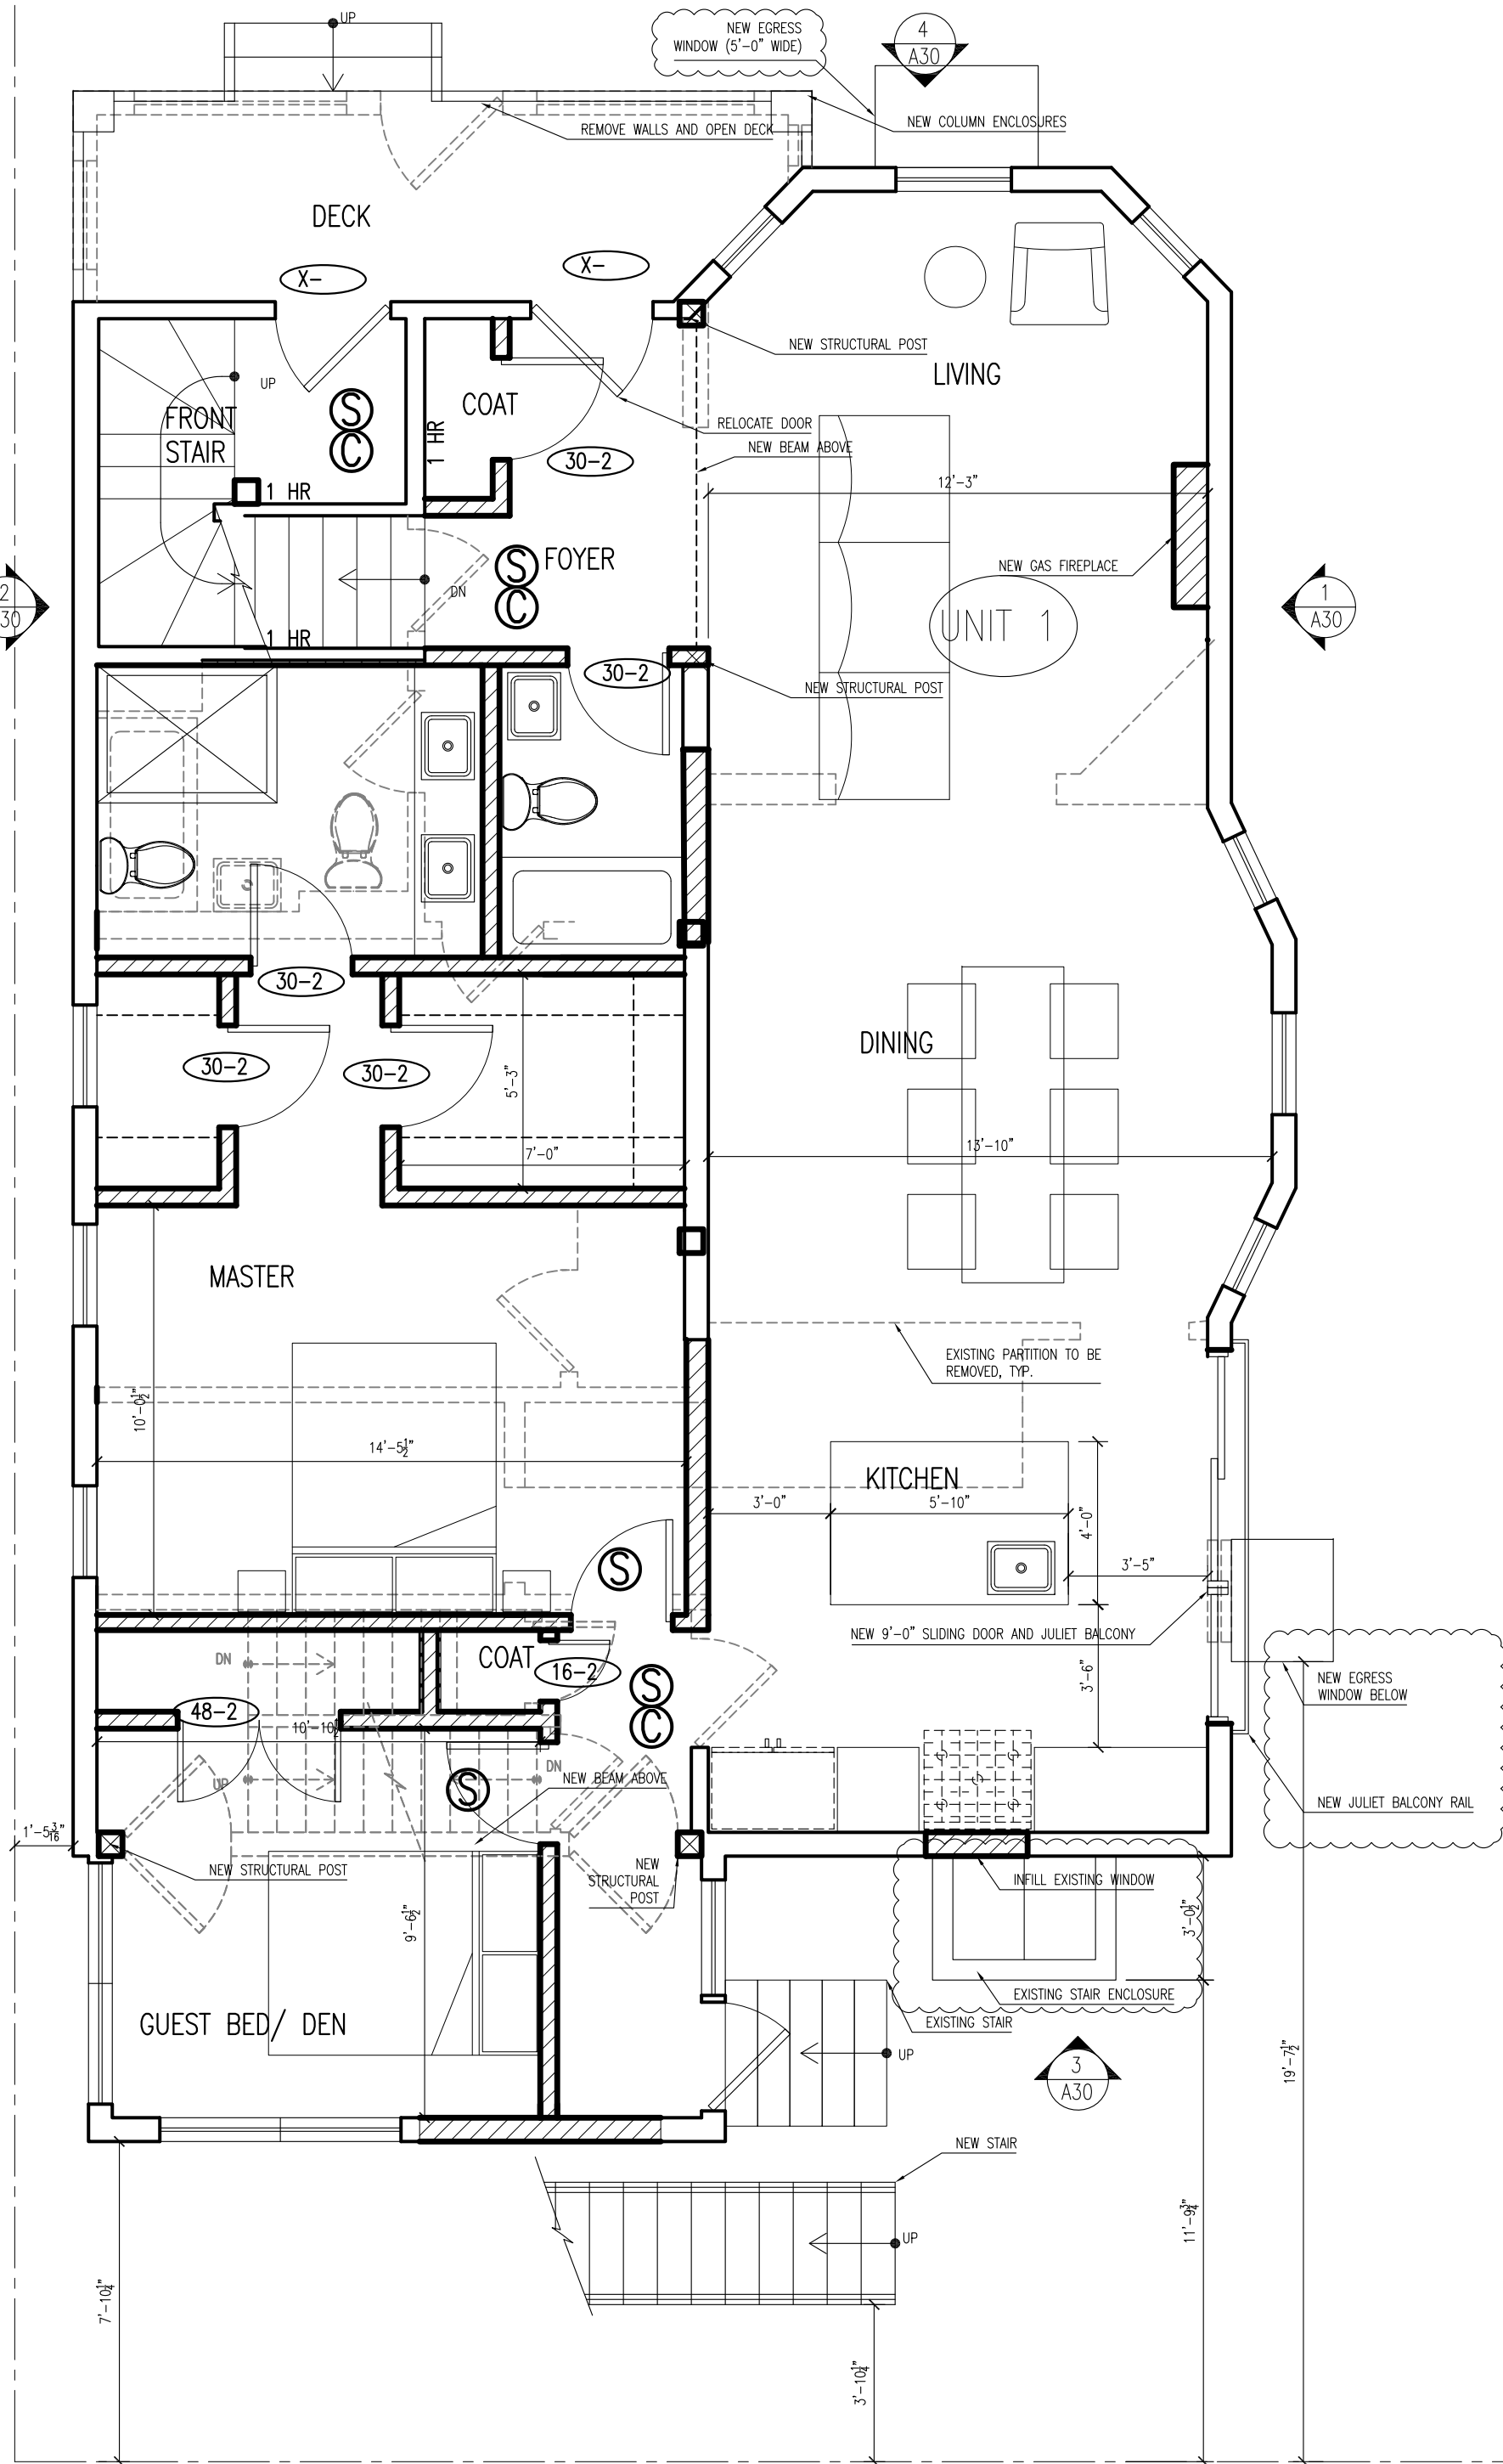 UP
NEW EGRESS
WINDOW (5'-0" WIDE)
4
A30
NEW COLUMN ENCLOSURES
REMOVE WALLS AND OPEN DECK
DECK
X-
X-
NEW STRUCTURAL POST
LIVING
UP
COAT
FRONT
STAIR
S
C
1 HR
RELOCATE DOOR
NEW BEAM ABOVE
30-2
12'-3"
1 HR
FOYER
S
C
NEW GAS FIREPLACE
DN
2
30
1
A30
UNIT 1
1 HR
30-2
NEW STRUCTURAL POST
30-2
DINING
30-2
30-2
5'-3"
7'-0"
13'-10"
MASTER
EXISTING PARTITION TO BE
REMOVED, TYP.
10'-0½"
14'-5½"
KITCHEN
3'-0"
5'-10"
4'-0"
3'-5"
S
NEW 9'-0" SLIDING DOOR AND JULIET BALCONY
DN
COAT
16-2
S
C
3'-6"
NEW EGRESS
WINDOW BELOW
48-2
10'-10½"
UP
S
DN
NEW BEAM ABOVE
NEW JULIET BALCONY RAIL
1'-5 3/16"
NEW STRUCTURAL POST
NEW
STRUCTURAL
POST
INFILL EXISTING WINDOW
9'-6½"
3'-0½"
EXISTING STAIR ENCLOSURE
GUEST BED/ DEN
EXISTING STAIR
UP
3
A30
19'-7½"
NEW STAIR
UP
11'-9¾"
7'-10¼"
3'-10¼"